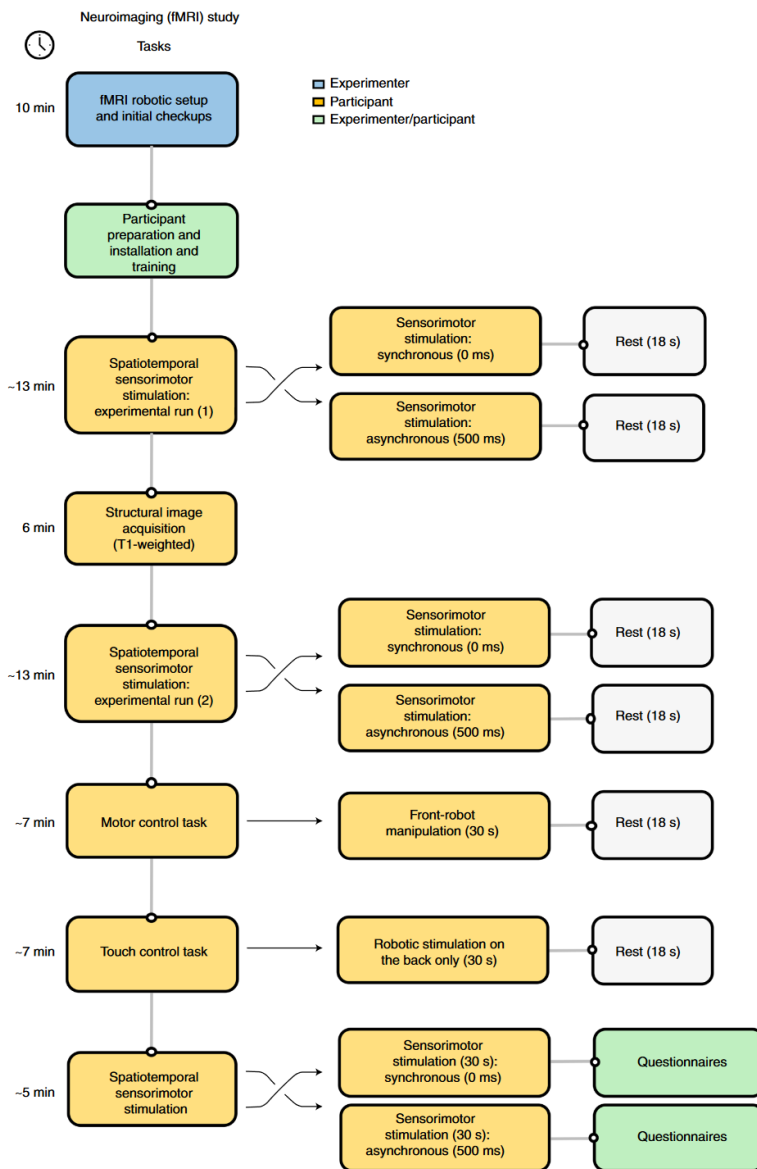 Neuroimaging (fMRI) study
Tasks
10 min
fMRI robotic setup
and initial checkups
Experimenter
Participant
Experimenter/participant
Participant
preparation and
installation and
training
~13 min
Spatiotemporal
sensorimotor
stimulation:
experimental run (1)
Sensorimotor
stimulation:
synchronous (0 ms)
Rest (18 s)
Sensorimotor
stimulation:
asynchronous (500 ms)
Rest (18 s)
6 min
Structural image
acquisition
(T1-weighted)
~13 min
Spatiotemporal
sensorimotor
stimulation:
experimental run (2)
Sensorimotor
stimulation:
synchronous (0 ms)
Rest (18 s)
Sensorimotor
stimulation:
asynchronous (500 ms)
Rest (18 s)
~7 min
Motor control task
Front-robot
manipulation (30 s)
Rest (18 s)
~7 min
Touch control task
Robotic stimulation on
the back only (30 s)
Rest (18 s)
~5 min
Spatiotemporal
sensorimotor
stimulation
Sensorimotor
stimulation (30 s):
synchronous (0 ms)
Questionnaires
Sensorimotor
stimulation (30 s):
asynchronous (500 ms)
Questionnaires